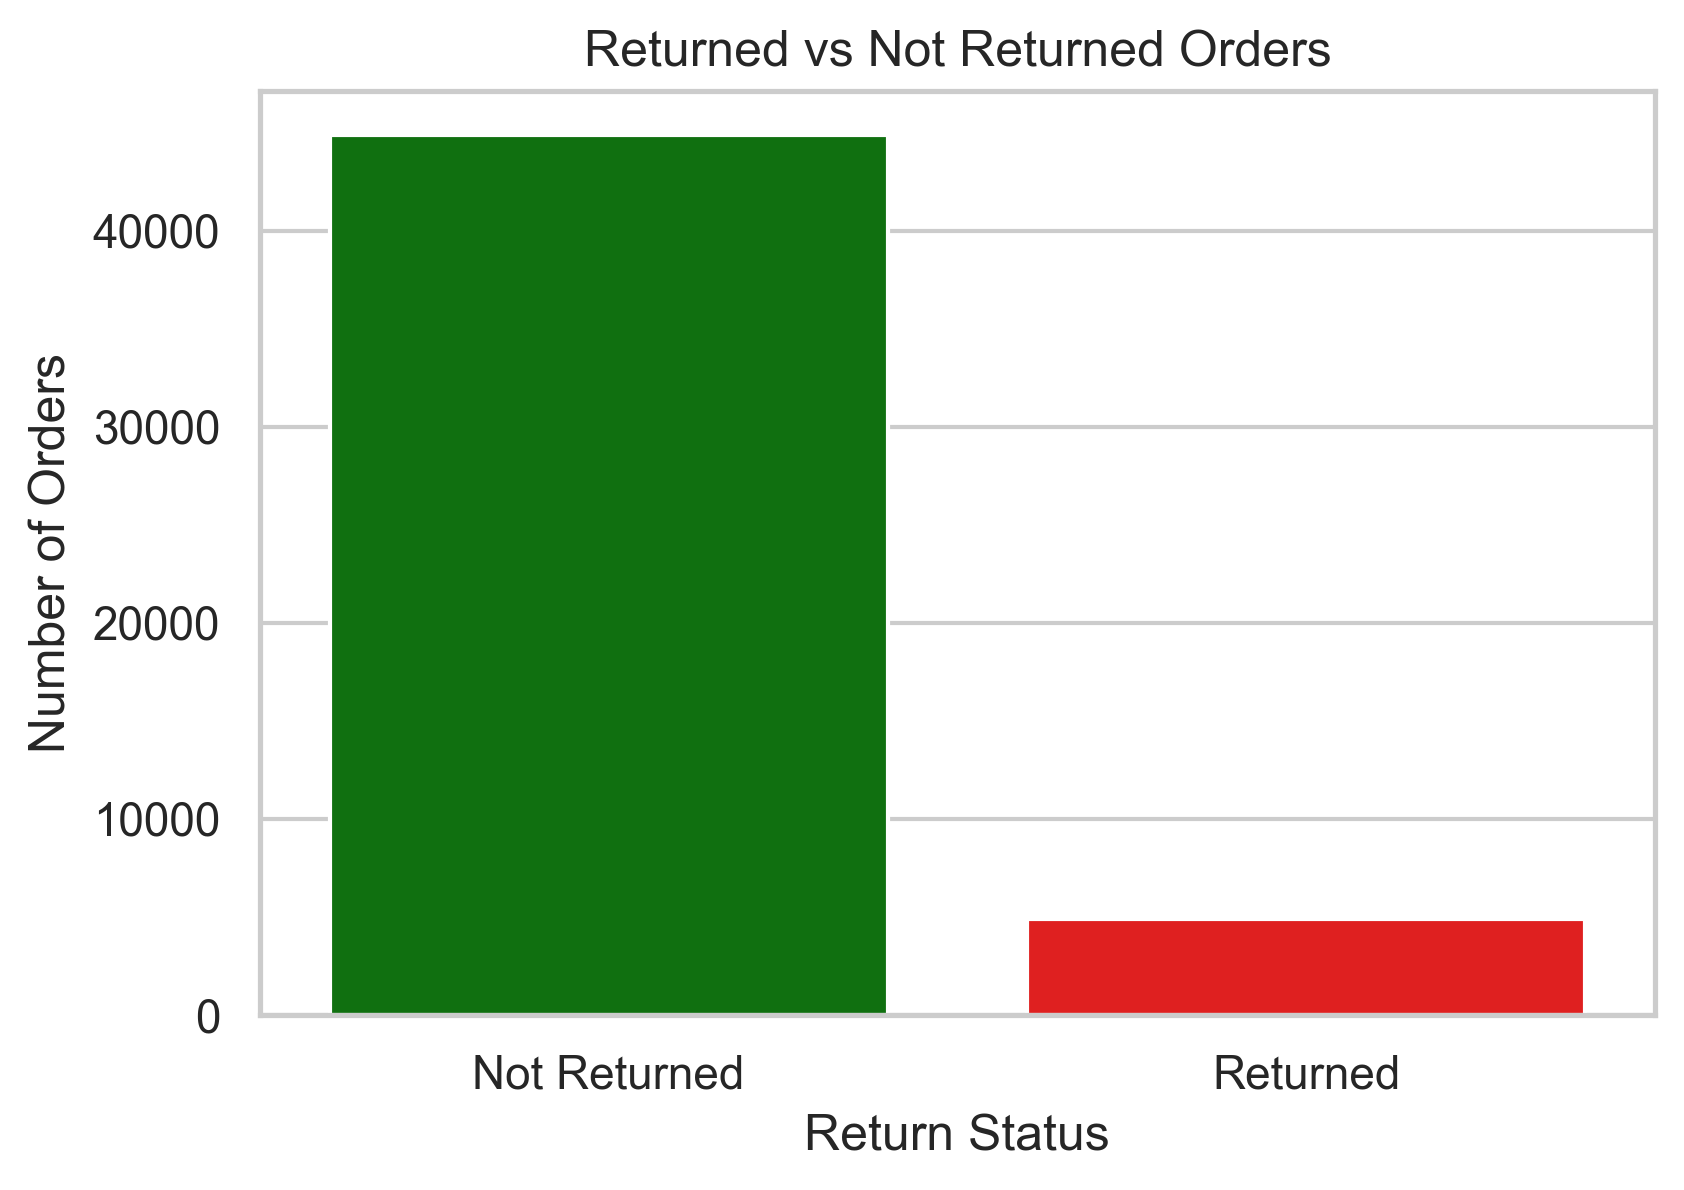 Returned vs Not Returned Orders
Number of Orders
40000
30000
20000
10000
0
Not Returned
Returned
Return Status